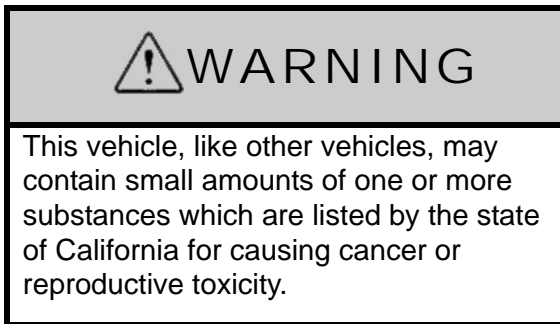 WARNING
This vehicle, like other vehicles, may
contain small amounts of one or more
substances which are listed by the state
of California for causing cancer or
reproductive toxicity.